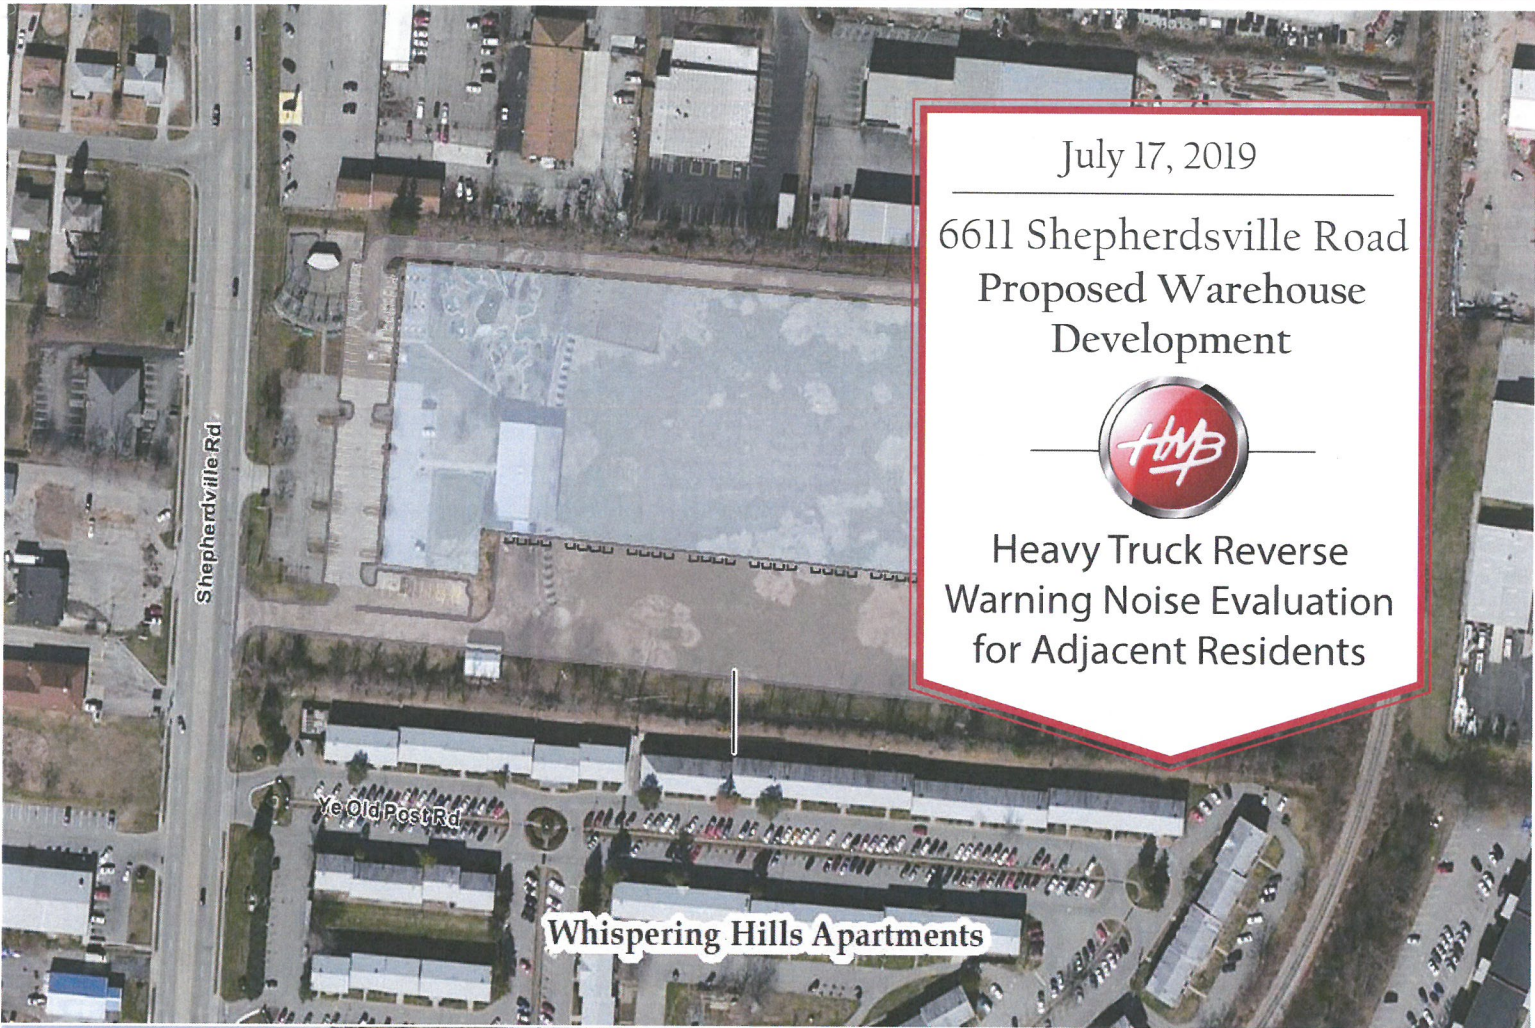 July 17, 2019
6611 Shepherdsville Road
Proposed Warehouse
Development
HMB
Heavy Truck Reverse
Warning Noise Evaluation
for Adjacent Residents
Shepherdville Rd
Ye Old Post Rd
Whispering Hills Apartments